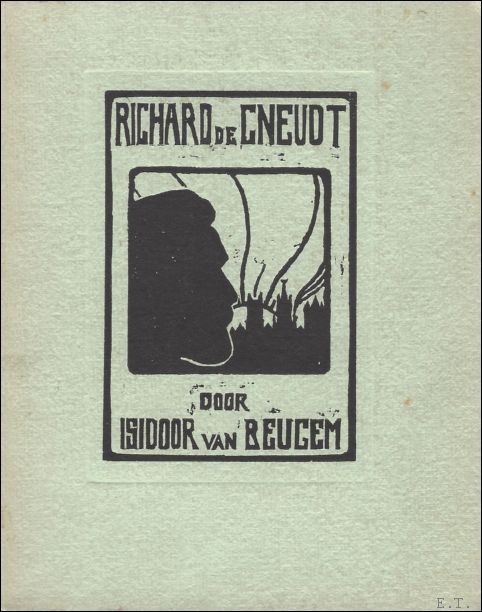 RICHARD DE CNEUDT
DOOR
ISIDOOR VAN BEUGEM
E.T.